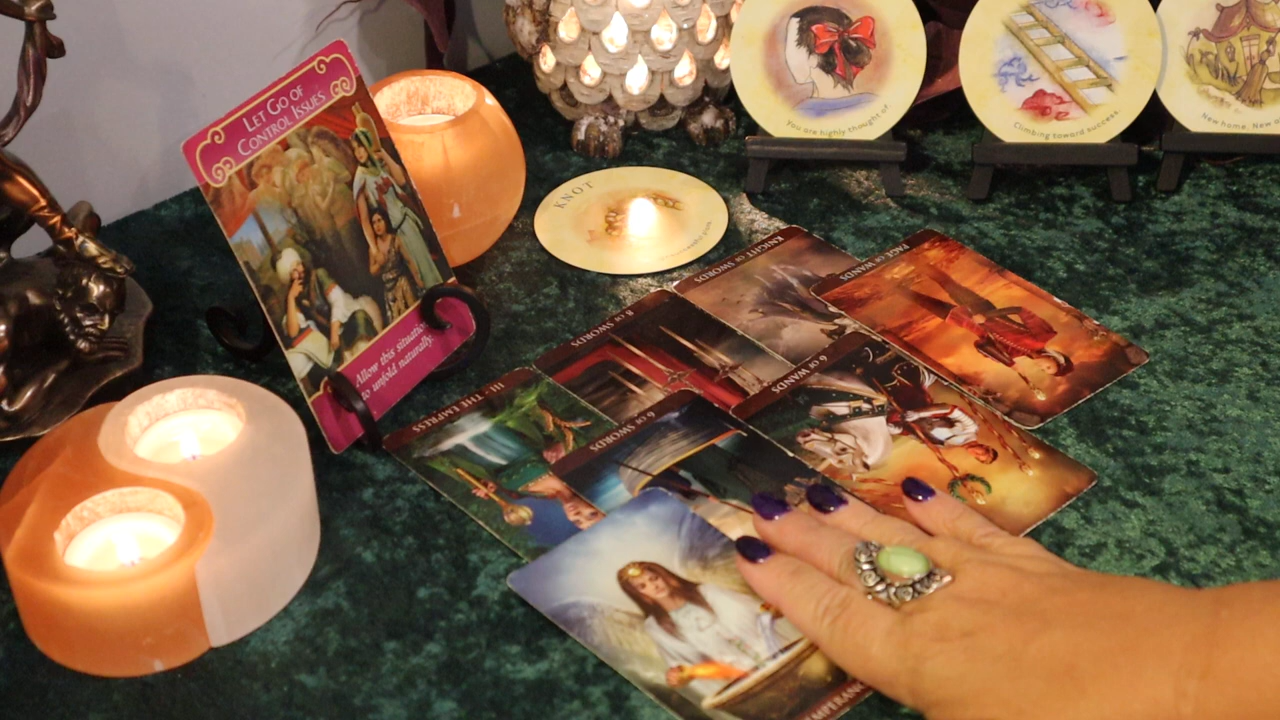 LET GO OF
CONTROL ISSUES
Allow this situation
to unfold naturally.
KNOT
You are highly thought of
Climbing toward success.
New home, New
KNIGHT OF SWORDS
PAGE OF WANDS
8 OF SWORDS
6 OF WANDS
III THE EMPRESS
6 OF SWORDS